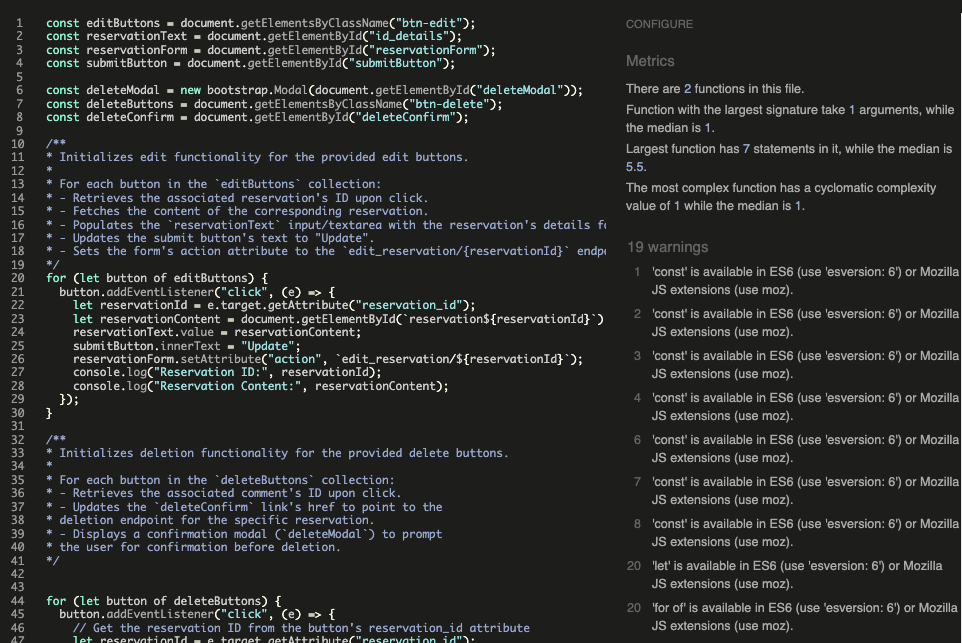 1 const editButtons = document.getElementsByClassName("btn-edit");
2 const reservationText = document.getElementById("id_details");
3 const reservationForm = document.getElementById("reservationForm");
4 const submitButton = document.getElementById("submitButton");
5
6 const deleteModal = new bootstrap.Modal(document.getElementById("deleteModal"));
7 const deleteButtons = document.getElementsByClassName("btn-delete");
8 const deleteConfirm = document.getElementById("deleteConfirm");
9
10 /**
11 * Initializes edit functionality for the provided edit buttons.
12 *
13 * For each button in the `editButtons` collection:
14 * - Retrieves the associated reservation's ID upon click.
15 * - Fetches the content of the corresponding reservation.
16 * - Populates the `reservationText` input/textarea with the reservation's details fo
17 * - Updates the submit button's text to "Update".
18 * - Sets the form's action attribute to the `edit_reservation/{reservationId}` endpo
19 */
20 for (let button of editButtons) {
21 button.addEventListener("click", (e) => {
22 let reservationId = e.target.getAttribute("reservation_id");
23 let reservationContent = document.getElementById(`reservation${reservationId}`)
24 reservationText.value = reservationContent;
25 submitButton.innerText = "Update";
26 reservationForm.setAttribute("action", `edit_reservation/${reservationId}`);
27 console.log("Reservation ID:", reservationId);
28 console.log("Reservation Content:", reservationContent);
29 });
30 }
31
32 /**
33 * Initializes deletion functionality for the provided delete buttons.
34 *
35 * For each button in the `deleteButtons` collection:
36 * - Retrieves the associated comment's ID upon click.
37 * - Updates the `deleteConfirm` link's href to point to the
38 * deletion endpoint for the specific reservation.
39 * - Displays a confirmation modal (`deleteModal`) to prompt
40 * the user for confirmation before deletion.
41 */
42
43
44 for (let button of deleteButtons) {
45 button.addEventListener("click", (e) => {
46 // Get the reservation ID from the button's reservation_id attribute
47 let reservationId = e.target.getAttribute("reservation_id");
CONFIGURE
Metrics
There are 2 functions in this file.
Function with the largest signature take 1 arguments, while
the median is 1.
Largest function has 7 statements in it, while the median is
5.5.
The most complex function has a cyclomatic complexity
value of 1 while the median is 1.
19 warnings
1 'const' is available in ES6 (use 'esversion: 6') or Mozilla
JS extensions (use moz).
2 'const' is available in ES6 (use 'esversion: 6') or Mozilla
JS extensions (use moz).
3 'const' is available in ES6 (use 'esversion: 6') or Mozilla
JS extensions (use moz).
4 'const' is available in ES6 (use 'esversion: 6') or Mozilla
JS extensions (use moz).
6 'const' is available in ES6 (use 'esversion: 6') or Mozilla
JS extensions (use moz).
7 'const' is available in ES6 (use 'esversion: 6') or Mozilla
JS extensions (use moz).
8 'const' is available in ES6 (use 'esversion: 6') or Mozilla
JS extensions (use moz).
20 'let' is available in ES6 (use 'esversion: 6') or Mozilla
JS extensions (use moz).
20 'for of' is available in ES6 (use 'esversion: 6') or Mozilla
JS extensions (use moz).